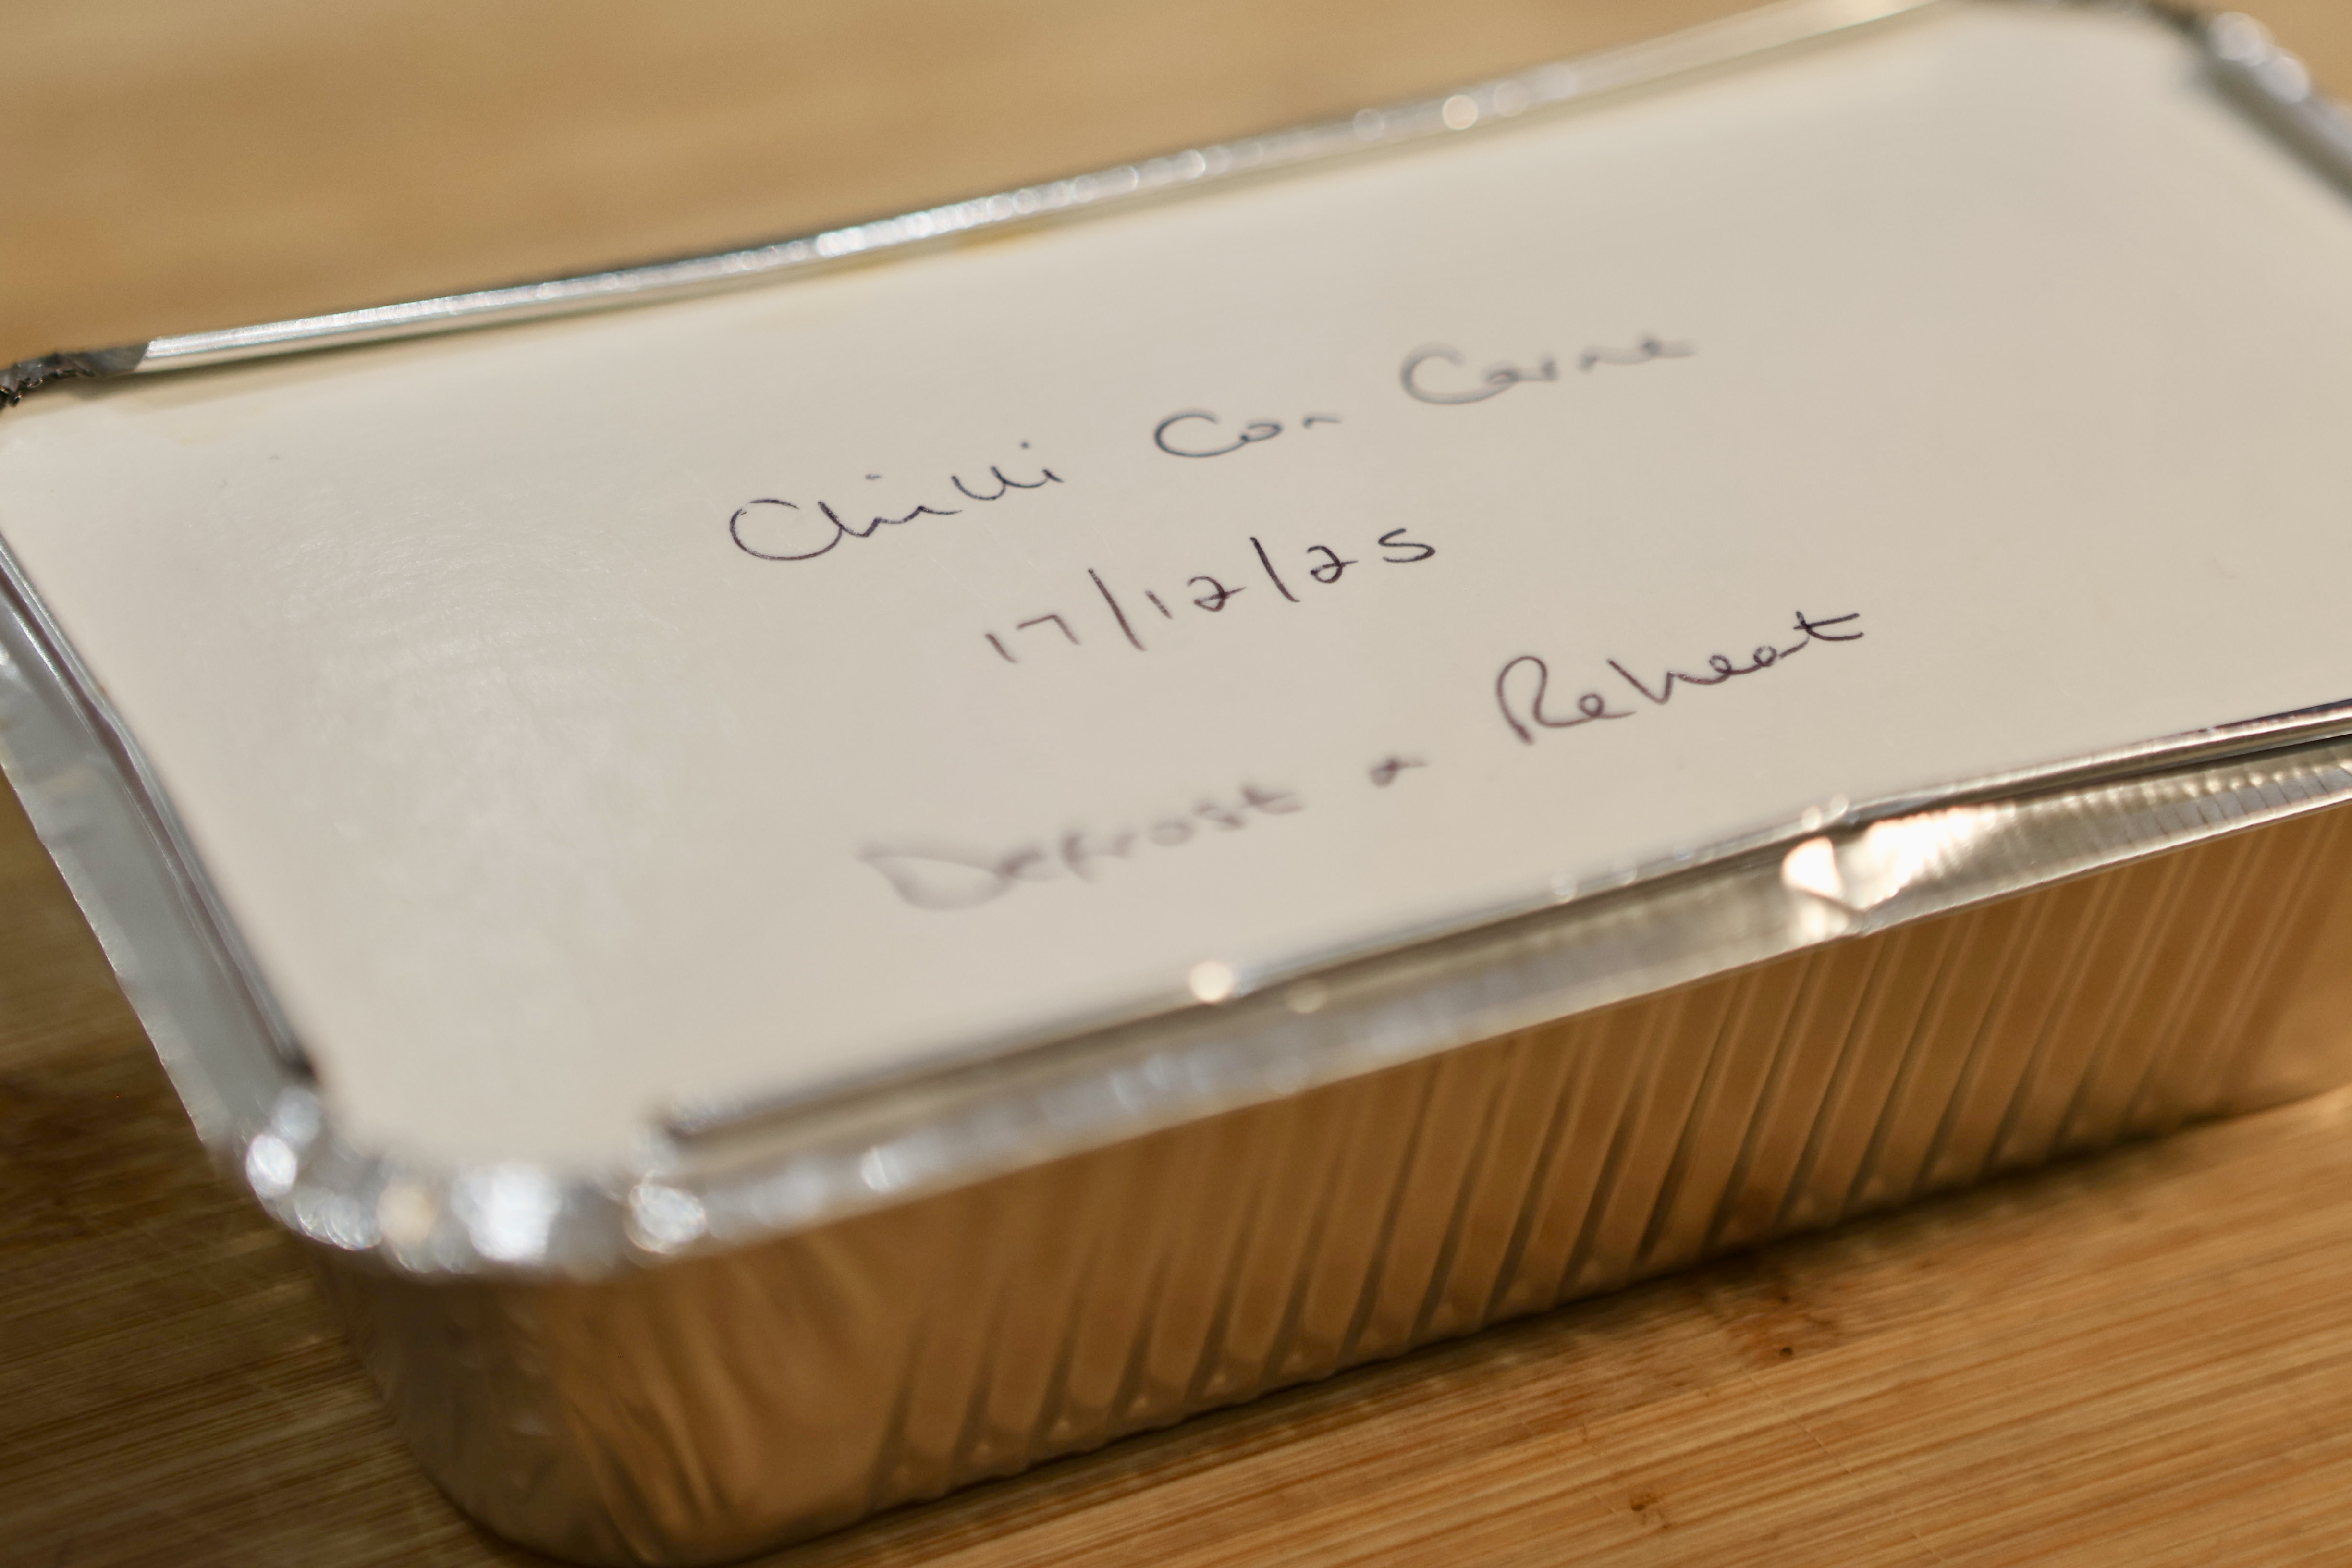 Chilli Con Carne
17/12/25
Defrost & Reheat